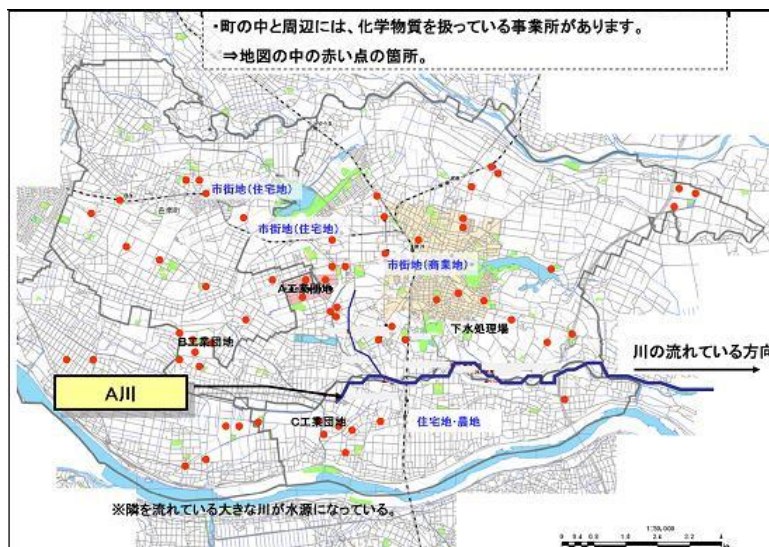 ・町の中と周辺には、化学物質を扱っている事業所があります。
⇒地図の中の赤い点の箇所。
市街地(住宅地)
市街地(住宅地)
市街地(商業地)
A工業団地
B工業団地
下水処理場
川の流れている方向
A川
C工業団地
住宅地・農地
※隣を流れている大きな川が水源になっている。